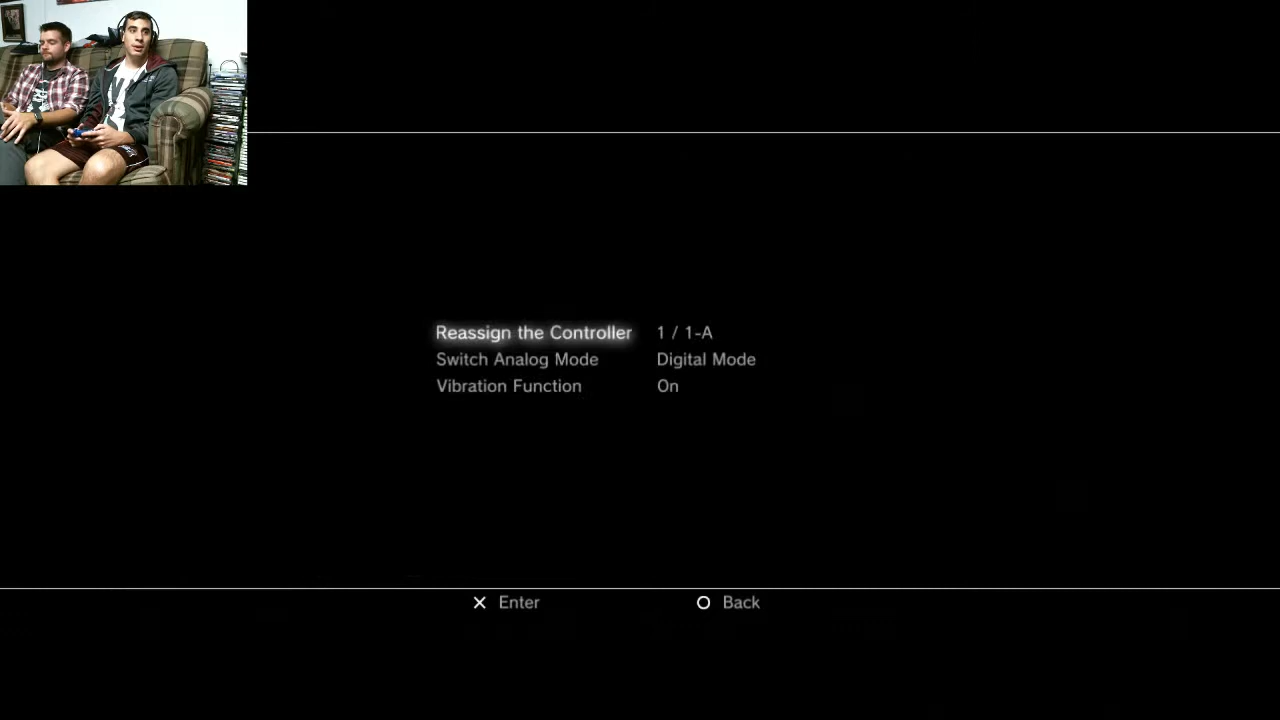 Reassign the Controller 1 / 1-A
Switch Analog Mode Digital Mode
Vibration Function On
Enter Back